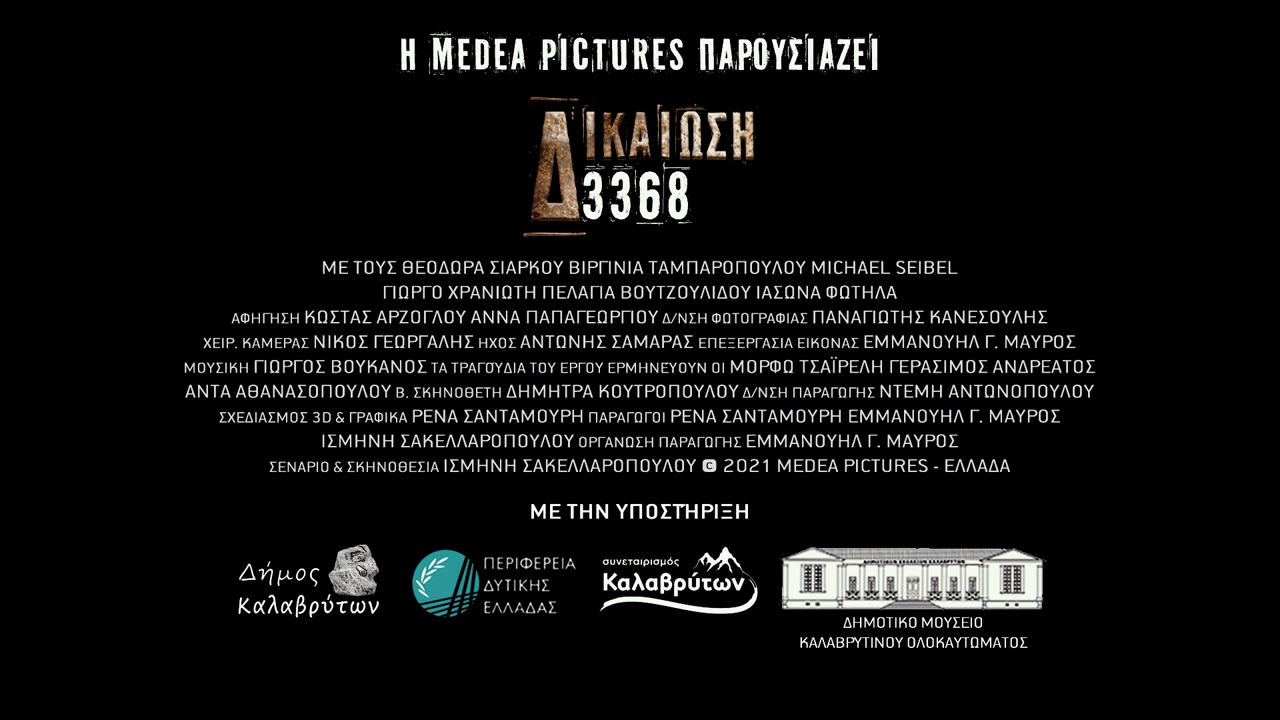 Η MEDEA PICTURES ΠΑΡΟΥΣΙΑΖΕΙ
ΔΙΚΑΙΩΣΗ
3368
ΜΕ ΤΟΥΣ ΘΕΟΔΩΡΑ ΣΙΑΡΚΟΥ ΒΙΡΓΙΝΙΑ ΤΑΜΠΑΡΟΠΟΥΛΟΥ MICHAEL SEIBEL
ΓΙΩΡΓΟ ΧΡΑΝΙΩΤΗ ΠΕΛΑΓΙΑ ΒΟΥΤΖΟΥΛΙΔΟΥ ΙΑΣΩΝΑ ΦΩΤΗΛΑ
ΑΦΗΓΗΣΗ ΚΩΣΤΑΣ ΑΡΖΟΓΛΟΥ ΑΝΝΑ ΠΑΠΑΓΕΩΡΓΙΟΥ Δ/ΝΣΗ ΦΩΤΟΓΡΑΦΙΑΣ ΠΑΝΑΓΙΩΤΗΣ ΚΑΝΕΣΟΥΛΗΣ
ΧΕΙΡ. ΚΑΜΕΡΑΣ ΝΙΚΟΣ ΓΕΩΡΓΑΛΗΣ ΗΧΟΣ ΑΝΤΩΝΗΣ ΣΑΜΑΡΑΣ ΕΠΕΞΕΡΓΑΣΙΑ ΕΙΚΟΝΑΣ ΕΜΜΑΝΟΥΗΛ Γ. ΜΑΥΡΟΣ
ΜΟΥΣΙΚΗ ΓΙΩΡΓΟΣ ΒΟΥΚΑΝΟΣ ΤΑ ΤΡΑΓΟΥΔΙΑ ΤΟΥ ΕΡΓΟΥ ΕΡΜΗΝΕΥΟΥΝ ΟΙ ΜΟΡΦΩ ΤΣΑΪΡΕΛΗ ΓΕΡΑΣΙΜΟΣ ΑΝΔΡΕΑΤΟΣ
ΑΝΤΑ ΑΘΑΝΑΣΟΠΟΥΛΟΥ Β. ΣΚΗΝΟΘΕΤΗ ΔΗΜΗΤΡΑ ΚΟΥΤΡΟΠΟΥΛΟΥ Δ/ΝΣΗ ΠΑΡΑΓΩΓΗΣ ΝΤΕΜΗ ΑΝΤΩΝΟΠΟΥΛΟΥ
ΣΧΕΔΙΑΣΜΟΣ 3D & ΓΡΑΦΙΚΑ ΡΕΝΑ ΣΑΝΤΑΜΟΥΡΗ ΠΑΡΑΓΩΓΟΙ ΡΕΝΑ ΣΑΝΤΑΜΟΥΡΗ ΕΜΜΑΝΟΥΗΛ Γ. ΜΑΥΡΟΣ
ΙΣΜΗΝΗ ΣΑΚΕΛΛΑΡΟΠΟΥΛΟΥ ΟΡΓΑΝΩΣΗ ΠΑΡΑΓΩΓΗΣ ΕΜΜΑΝΟΥΗΛ Γ. ΜΑΥΡΟΣ
ΣΕΝΑΡΙΟ & ΣΚΗΝΟΘΕΣΙΑ ΙΣΜΗΝΗ ΣΑΚΕΛΛΑΡΟΠΟΥΛΟΥ © 2021 MEDEA PICTURES - ΕΛΛΑΔΑ
ΜΕ ΤΗΝ ΥΠΟΣΤΗΡΙΞΗ
Δήμος
Καλαβρύτων
ΠΕΡΙΦΕΡΕΙΑ
ΔΥΤΙΚΗΣ
ΕΛΛΑΔΑΣ
συνεταιρισμός
Καλαβρύτων
ΔΗΜΟΤΙΚΟΝ ΣΧΟΛΕΙΟΝ ΚΑΛΑΒΡΥΤΩΝ
ΔΗΜΟΤΙΚΟ ΜΟΥΣΕΙΟ
ΚΑΛΑΒΡΥΤΙΝΟΥ ΟΛΟΚΑΥΤΩΜΑΤΟΣ